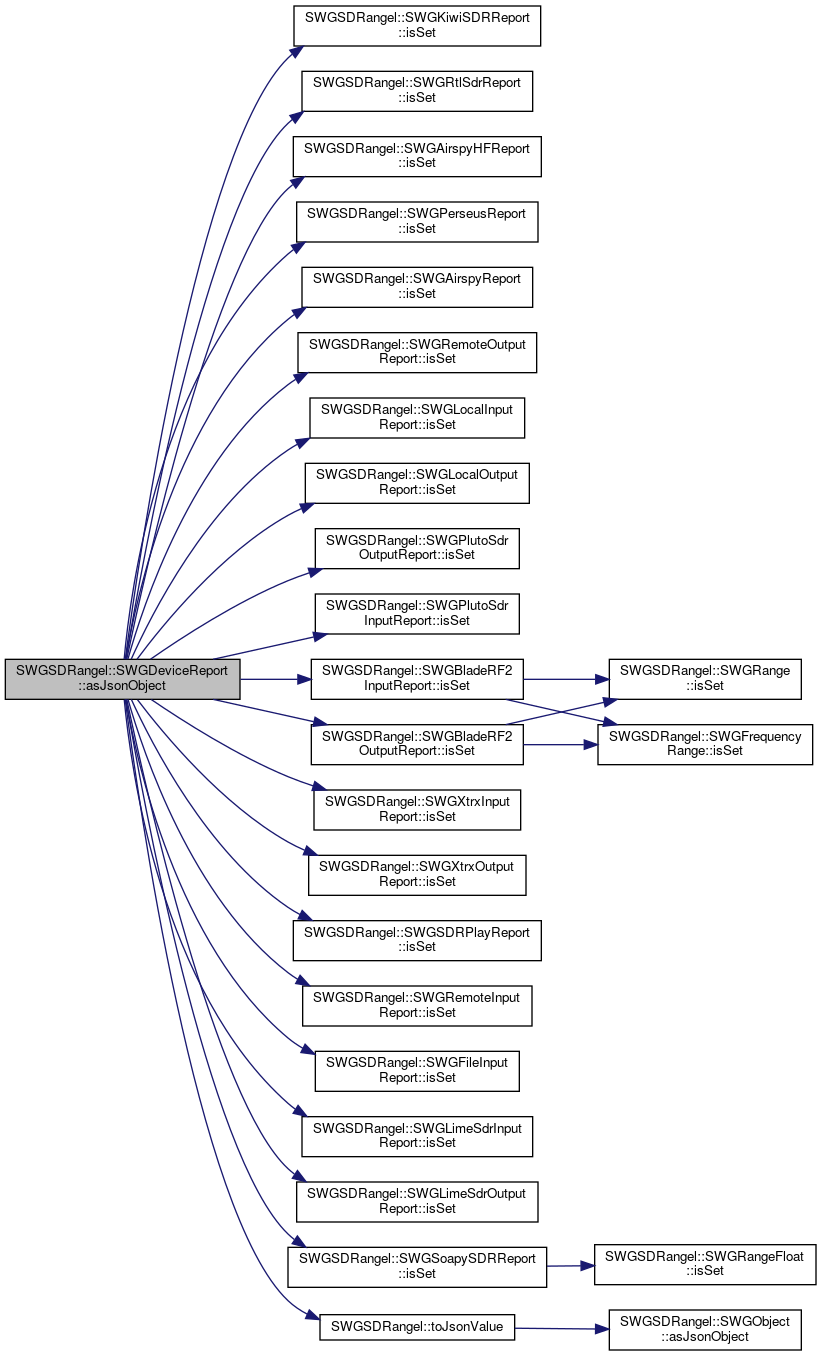 SWGSDRangel::SWGKiwiSDRReport
::isSet
SWGSDRangel::SWGRtlSdrReport
::isSet
SWGSDRangel::SWGAirspyHFReport
::isSet
SWGSDRangel::SWGPerseusReport
::isSet
SWGSDRangel::SWGAirspyReport
::isSet
SWGSDRangel::SWGRemoteOutput
Report::isSet
SWGSDRangel::SWGLocalInput
Report::isSet
SWGSDRangel::SWGLocalOutput
Report::isSet
SWGSDRangel::SWGPlutoSdr
OutputReport::isSet
SWGSDRangel::SWGPlutoSdr
InputReport::isSet
SWGSDRangel::SWGDeviceReport
::asJsonObject
SWGSDRangel::SWGBladeRF2
InputReport::isSet
SWGSDRangel::SWGRange
::isSet
SWGSDRangel::SWGBladeRF2
OutputReport::isSet
SWGSDRangel::SWGFrequency
Range::isSet
SWGSDRangel::SWGXtrxInput
Report::isSet
SWGSDRangel::SWGXtrxOutput
Report::isSet
SWGSDRangel::SWGSDRPlayReport
::isSet
SWGSDRangel::SWGRemoteInput
Report::isSet
SWGSDRangel::SWGFileInput
Report::isSet
SWGSDRangel::SWGLimeSdrInput
Report::isSet
SWGSDRangel::SWGLimeSdrOutput
Report::isSet
SWGSDRangel::SWGSoapySDRReport
::isSet
SWGSDRangel::SWGRangeFloat
::isSet
SWGSDRangel::toJsonValue
SWGSDRangel::SWGObject
::asJsonObject